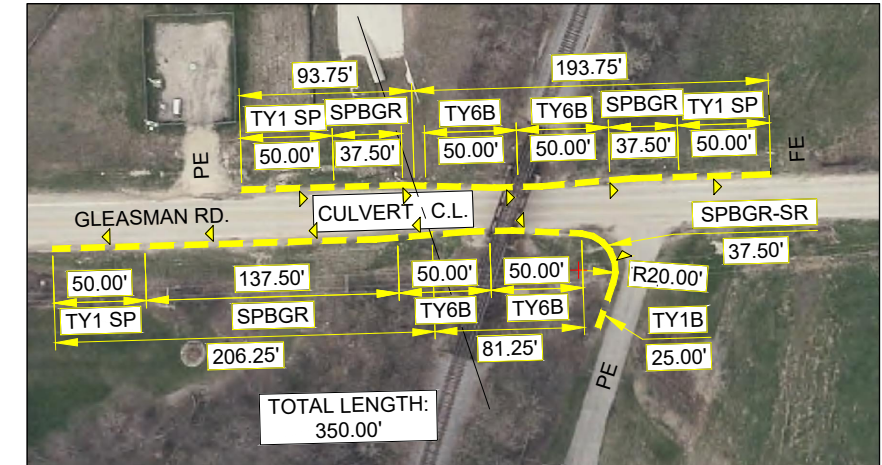 93.75'
193.75'
TY1 SP
SPBGR
TY6B
TY6B
SPBGR
TY1 SP
50.00'
37.50'
50.00'
50.00'
37.50'
50.00'
PE
FE
GLEASMAN RD.
CULVERT C.L.
SPBGR-SR
37.50'
50.00'
137.50'
50.00'
50.00'
R20.00'
TY1 SP
SPBGR
TY6B
TY6B
TY1B
206.25'
81.25'
25.00'
PE
TOTAL LENGTH:
350.00'